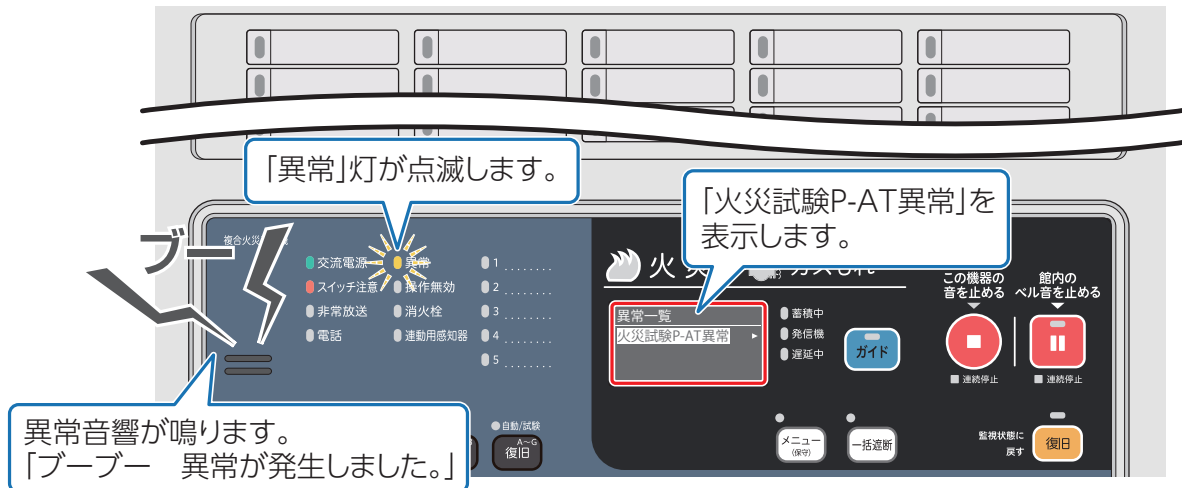 「異常」灯が点滅します。
「火災試験P-AT異常」を
表示します。
ブー
複合火災
交流電源
異常
1 ........
スイッチ注意
操作無効
2 ........
非常放送
消火栓
3 ........
電話
連動用感知器
4 ........
5 ........
火
異常一覧
火災試験P-AT異常
蓄積中
発信機
遅延中
ガイド
この機器の
音を止める
館内の
ベル音を止める
連続停止
連続停止
異常音響が鳴ります。
「ブーブー 異常が発生しました。」
自動/試験
A~G
復旧
メニュー
(保守)
一括遮断
監視状態に
戻す
復旧